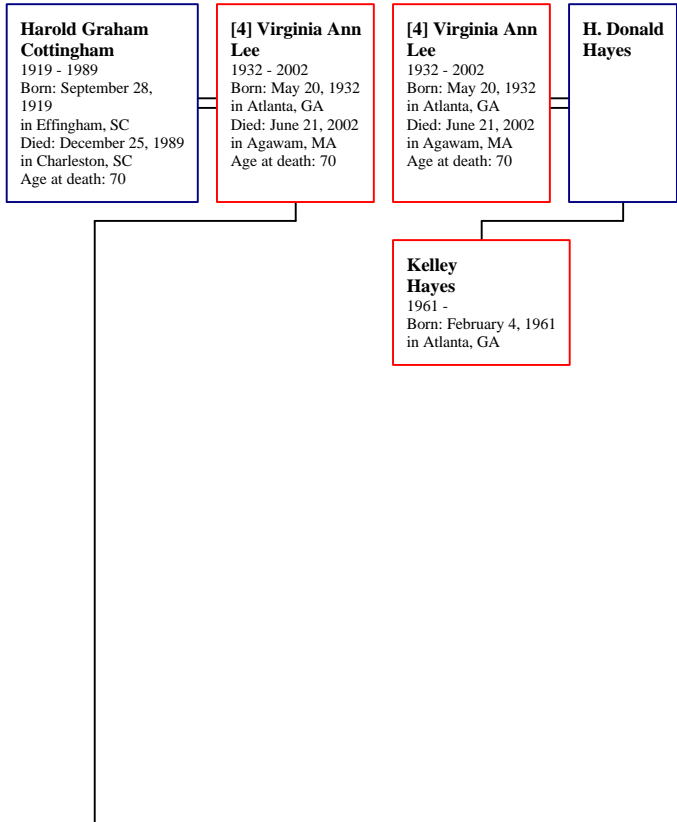 Harold Graham
Cottingham
1919 - 1989
Born: September 28,
1919
in Effingham, SC
Died: December 25, 1989
in Charleston, SC
Age at death: 70
[4] Virginia Ann
Lee
1932 - 2002
Born: May 20, 1932
in Atlanta, GA
Died: June 21, 2002
in Agawam, MA
Age at death: 70
[4] Virginia Ann
Lee
1932 - 2002
Born: May 20, 1932
in Atlanta, GA
Died: June 21, 2002
in Agawam, MA
Age at death: 70
H. Donald
Hayes
Kelley
Hayes
1961 -
Born: February 4, 1961
in Atlanta, GA